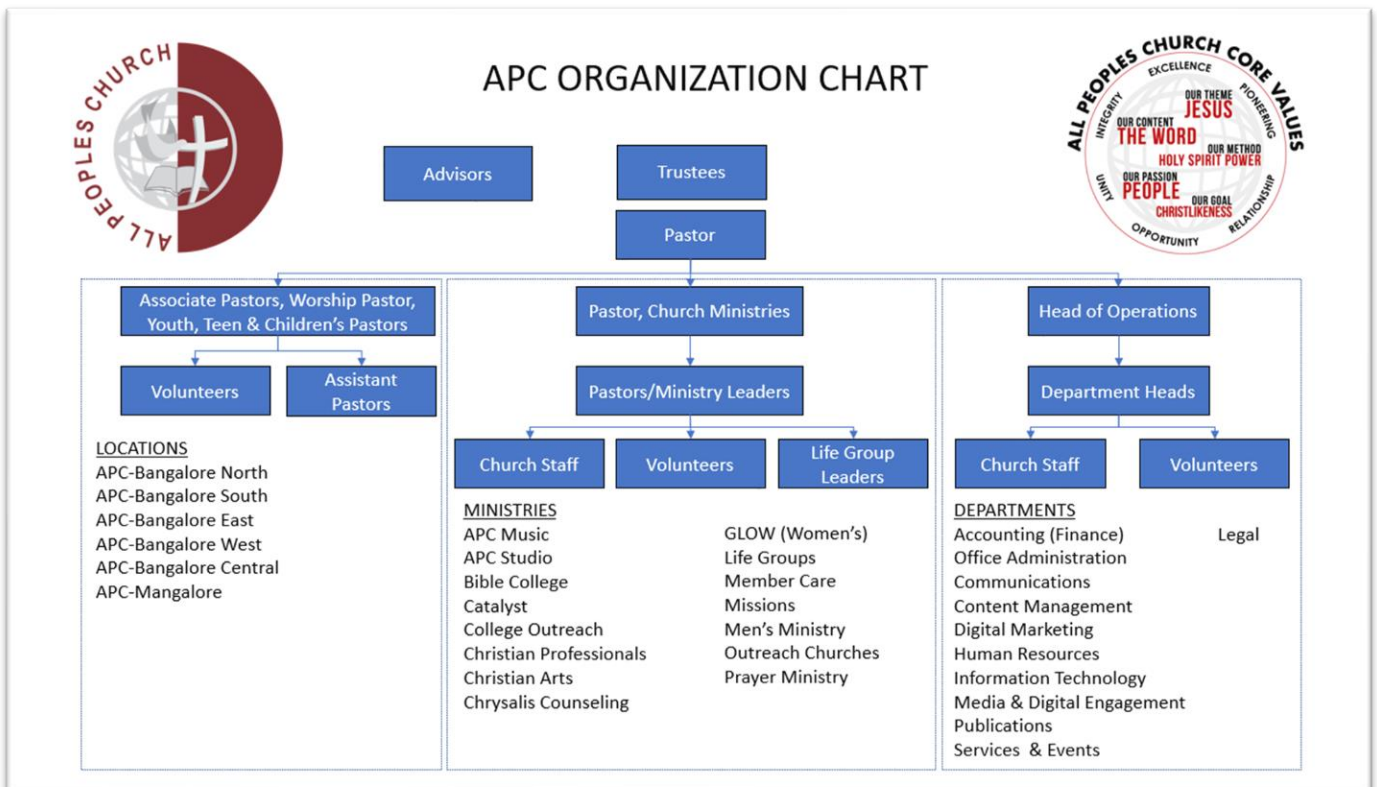 ALL PEOPLES CHURCH
APC ORGANIZATION CHART
ALL PEOPLES CHURCH CORE VALUES
EXCELLENCE
INTEGRITY
PIONEERING
UNITY
RELATIONSHIP
OPPORTUNITY
OUR THEME
JESUS
OUR CONTENT
THE WORD
OUR METHOD
HOLY SPIRIT POWER
OUR PASSION
PEOPLE
OUR GOAL
CHRISTLIKENESS
Advisors
Trustees
Pastor
Associate Pastors, Worship Pastor,
Youth, Teen & Children’s Pastors
Volunteers
Assistant
Pastors
LOCATIONS
APC-Bangalore North
APC-Bangalore South
APC-Bangalore East
APC-Bangalore West
APC-Bangalore Central
APC-Mangalore
Pastor, Church Ministries
Pastors/Ministry Leaders
Church Staff
Volunteers
Life Group
Leaders
MINISTRIES
APC Music
APC Studio
Bible College
Catalyst
College Outreach
Christian Professionals
Christian Arts
Chrysalis Counseling
GLOW (Women’s)
Life Groups
Member Care
Missions
Men’s Ministry
Outreach Churches
Prayer Ministry
Head of Operations
Department Heads
Church Staff
Volunteers
DEPARTMENTS
Accounting (Finance)
Office Administration
Communications
Content Management
Digital Marketing
Human Resources
Information Technology
Media & Digital Engagement
Publications
Services & Events
Legal